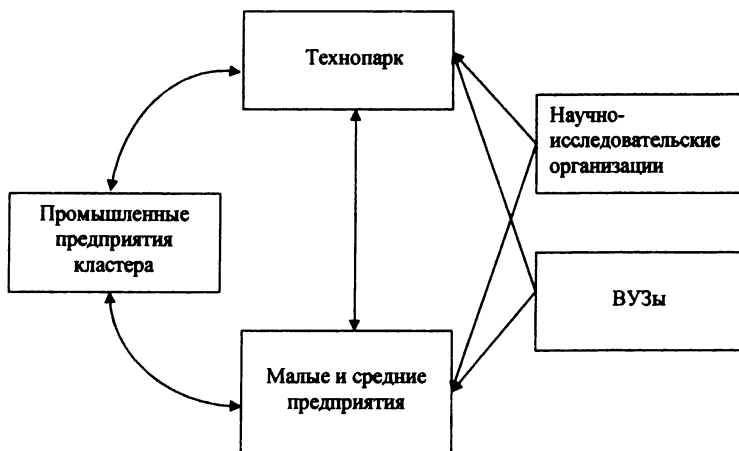 Технопарк
Научно-
исследовательские
организации
Промышленные
предприятия
кластера
ВУЗы
Малые и средние
предприятия